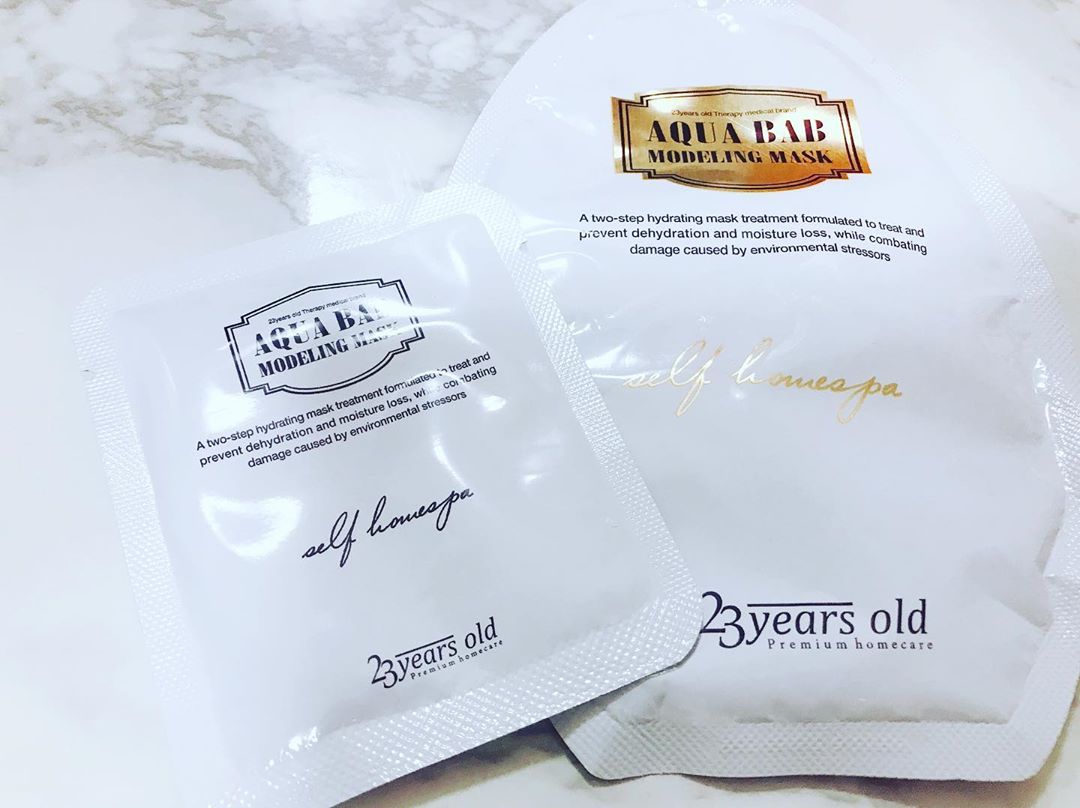 23years old Therapy medical brand
AQUA BAB
MODELING MASK
A two-step hydrating mask treatment formulated to treat and
prevent dehydration and moisture loss, while combating
damage caused by environmental stressors
self homespa
23years old
Premium homecare
23years old Therapy medical brand
AQUA BAB
MODELING MASK
A two-step hydrating mask treatment formulated to treat and
prevent dehydration and moisture loss, while combating
damage caused by environmental stressors
self homespa
23years old
Premium homecare